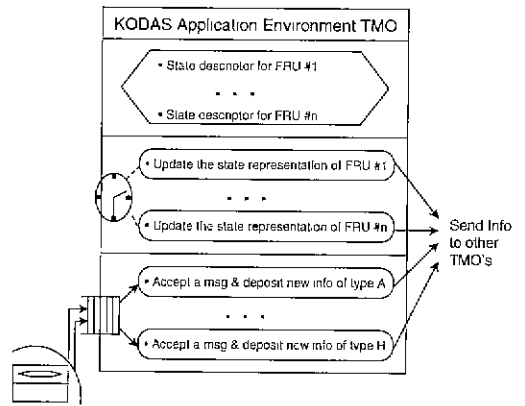 KODAS Application Environment TMO
• State descriptor for FRU #1
. . .
• State descriptor for FRU #n
• Update the state representation of FRU #1
. . .
• Update the state representation of FRU #n
Send Info
to other
TMO's
• Accept a msg & deposit new info of type A
. . .
• Accept a msg & deposit new info of type H